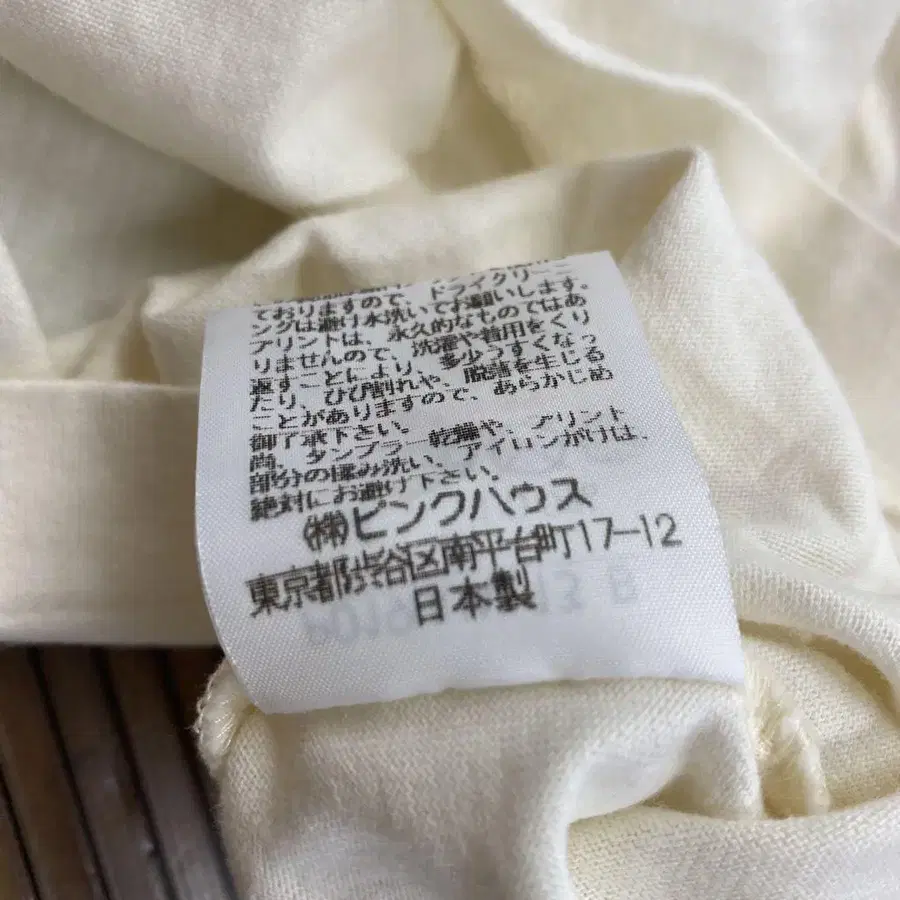 ておりますので、ドライクリーニ
ングは避け水洗いでお願いします。
プリントは、永久的なものではあ
りませんので、洗濯や着用をくり
返すことにより、多少うすくなっ
たり、ひび割れや、脱落を生じる
ことがありますので、あらかじめ
御了承下さい。
尚、タンブラー乾燥や、プリント
部分の揉み洗い、アイロンがけは、
絶対にお避け下さい。
㈱ピンクハウス
東京都渋谷区南平台町17-12
日本製